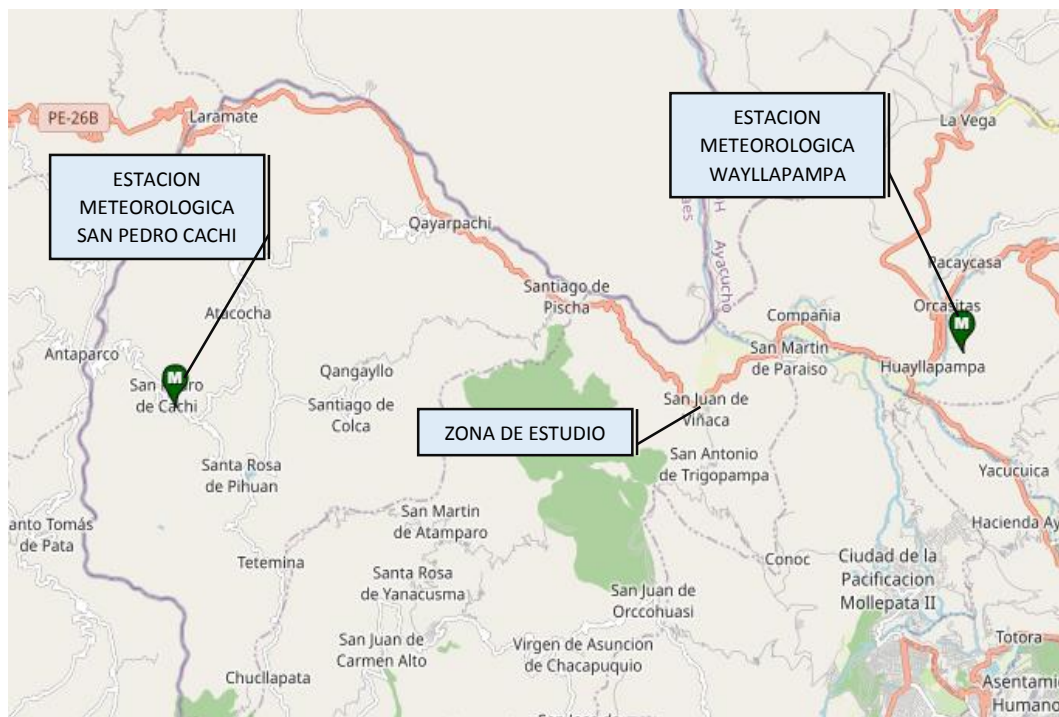 PE-26B
Laramate
ESTACION
METEOROLOGICA
SAN PEDRO CACHI
ESTACION
METEOROLOGICA
WAYLLAPAMPA
La Vega
Qayarpachi
Ayacucho
Pacaycasa
Santiago de
Pischa
Orcasitas
M
Compañia
Atacocha
Antaparco
M
San Pedro
de Cachi
Qangayllo
San Martin
de Paraiso
Huayllapampa
Santiago de
Colca
San Juan de
Viñaca
ZONA DE ESTUDIO
San Antonio
de Trigopampa
Santa Rosa
de Pihuan
Yacucuica
anto Tomás
de Pata
San Martin
de Atamparo
Hacienda Ay
Tetemina
Conoc
Ciudad de la
Pacificacion
Mollepata II
Santa Rosa
de Yanacusma
San Juan de
Orccohuasi
San Juan de
Carmen Alto
Virgen de Asuncion
de Chacapuquio
Totora
Chucllapata
Asentami
Humano